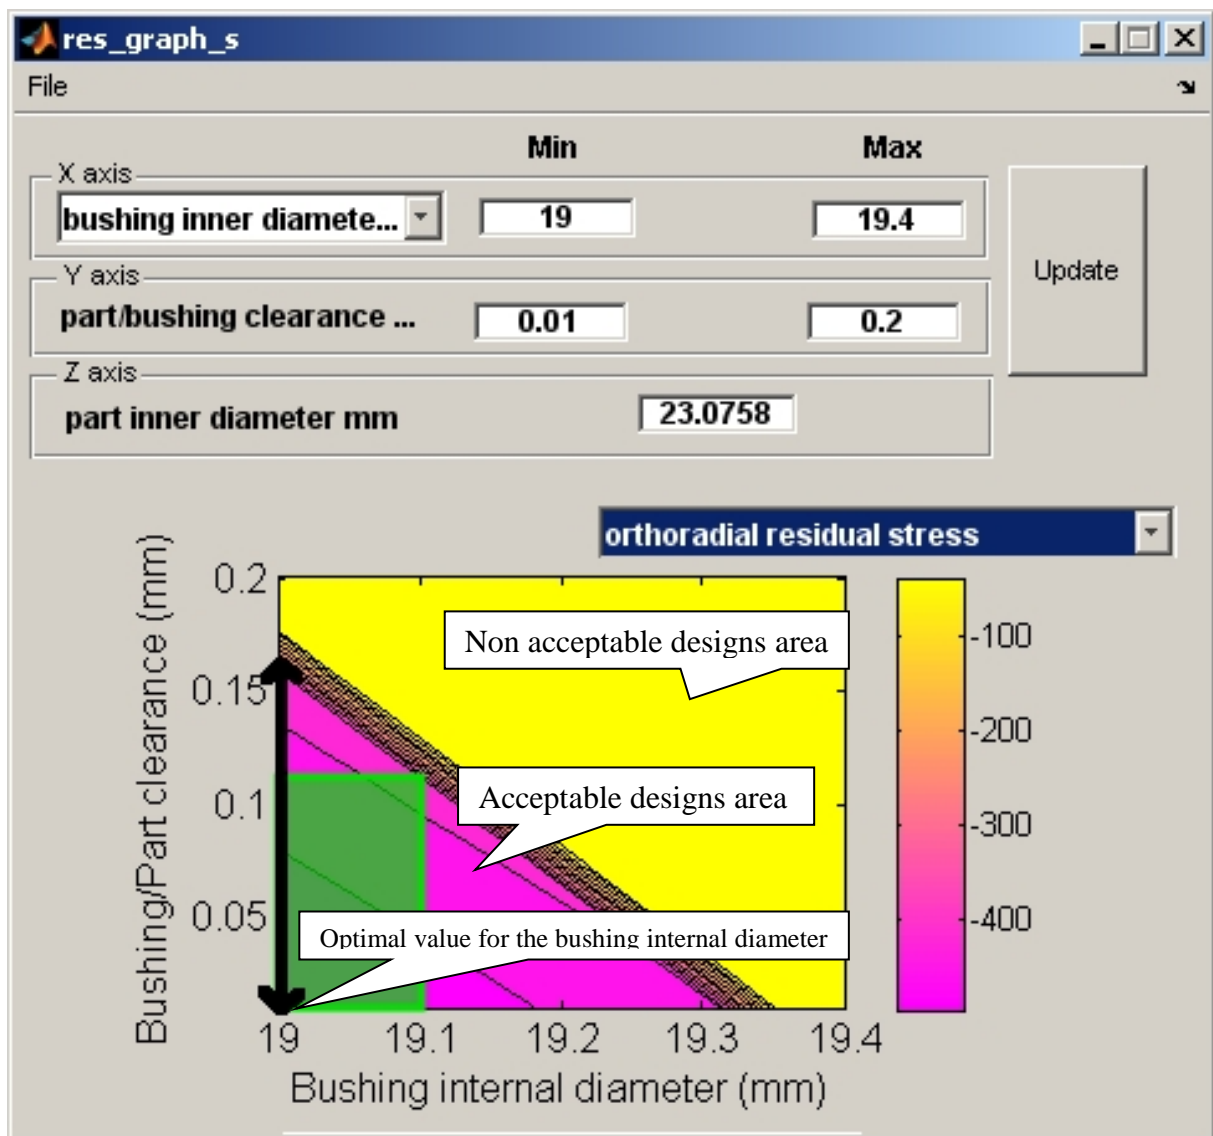 res_graph_s
File
Min Max
X axis
bushing inner diamete... 19 19.4
Update
Y axis
part/bushing clearance ... 0.01 0.2
Z axis
part inner diameter mm 23.0758
orthoradial residual stress
Bushing/Part clearance (mm)
0.2
0.15
0.1
0.05
Non acceptable designs area
Acceptable designs area
Optimal value for the bushing internal diameter
-100
-200
-300
-400
19 19.1 19.2 19.3 19.4
Bushing internal diameter (mm)